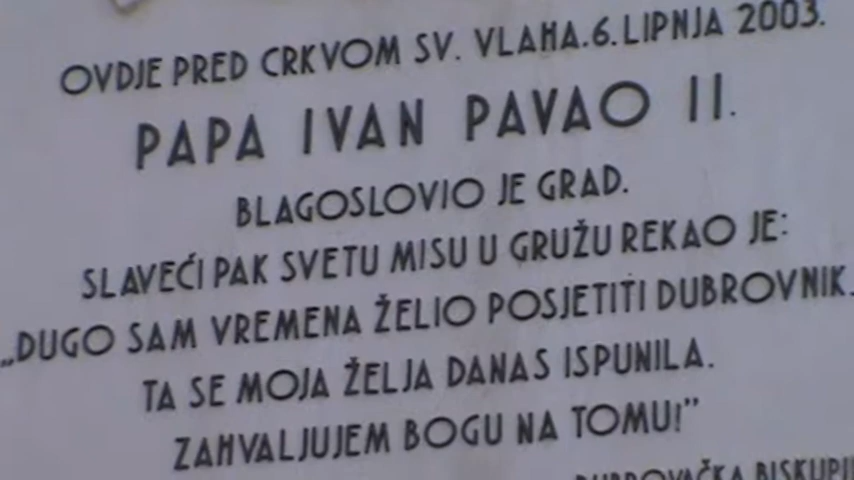 OVDJE PRED CRKVOM SV. VLAHA.6.LIPNJA 2003.
PAPA IVAN PAVAO II.
BLAGOSLOVIO JE GRAD.
SLAVEĆI PAK SVETU MISU U GRUŽU REKAO JE:
„DUGO SAM VREMENA ŽELIO POSJETITI DUBROVNIK.
TA SE MOJA ŽELJA DANAS ISPUNILA.
ZAHVALJUJEM BOGU NA TOMU!”
DUBROVAČKA